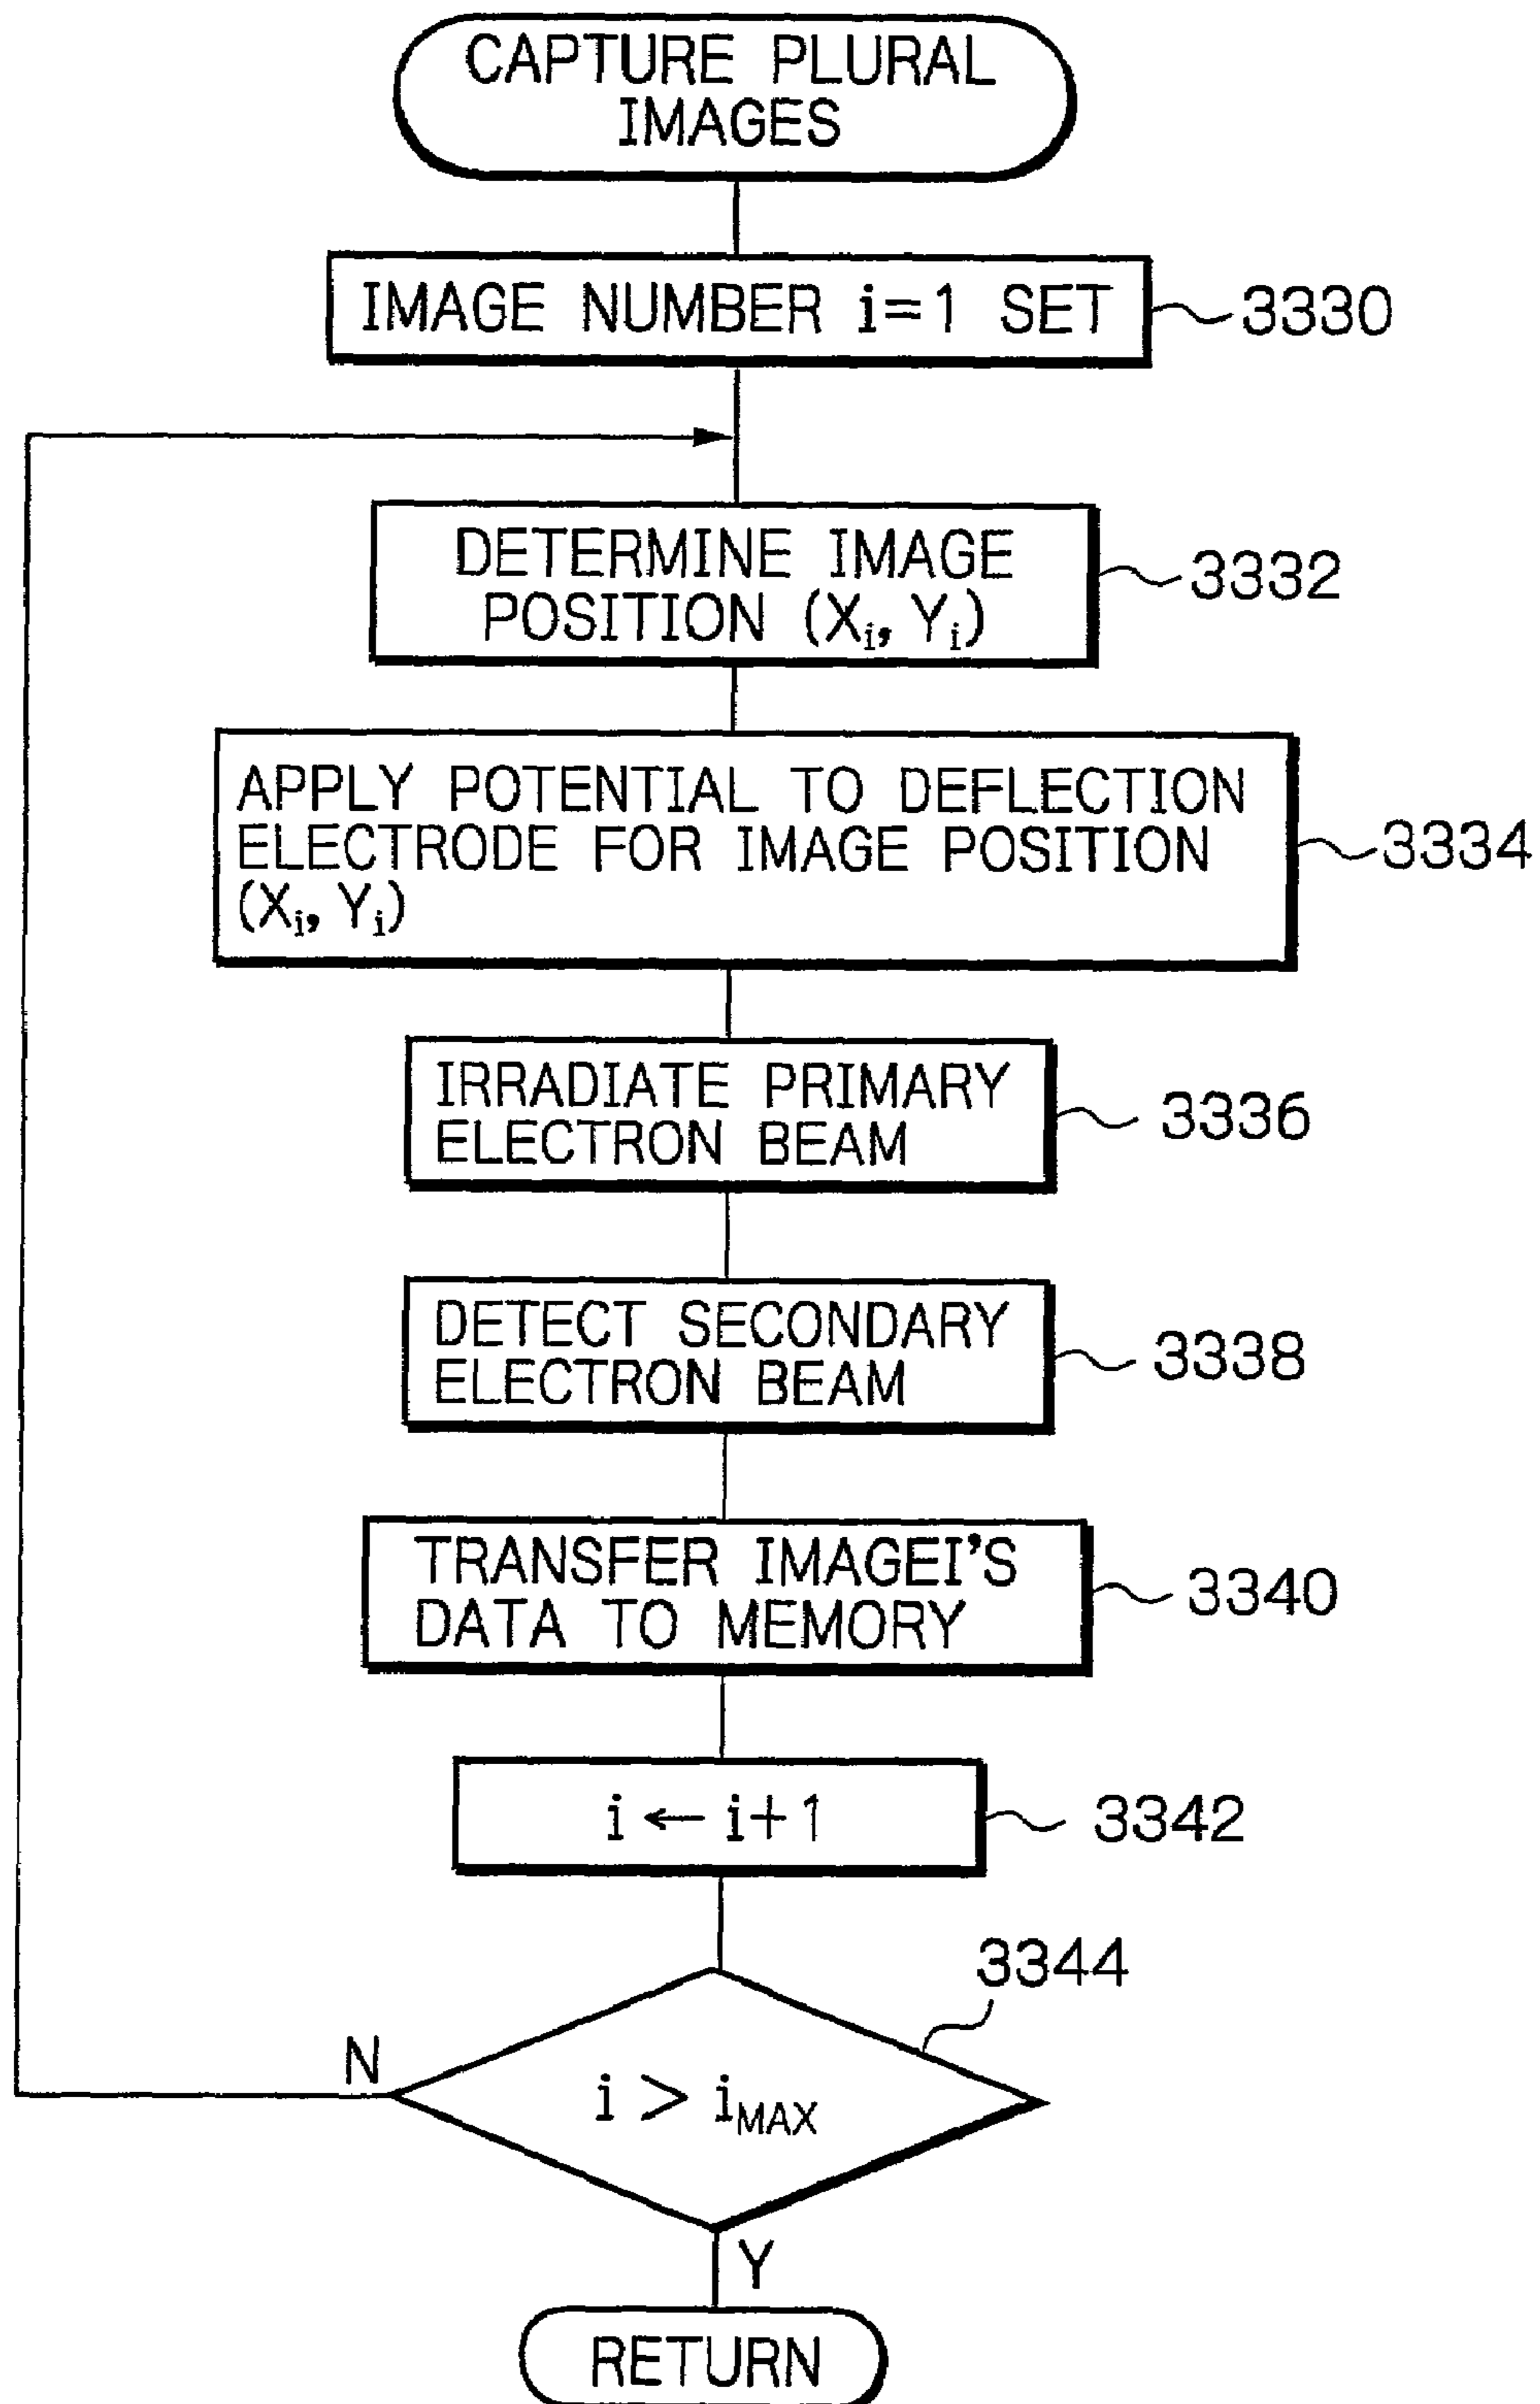 CAPTURE PLURAL
IMAGES
IMAGE NUMBER i=1 SET
3330
DETERMINE IMAGE
POSITION (Xi, Yi)
3332
APPLY POTENTIAL TO DEFLECTION
ELECTRODE FOR IMAGE POSITION
(Xi, Yi)
3334
IRRADIATE PRIMARY
ELECTRON BEAM
3336
DETECT SECONDARY
ELECTRON BEAM
3338
TRANSFER IMAGEI'S
DATA TO MEMORY
3340
i ← i+1
3342
3344
N
i > iMAX
Y
RETURN